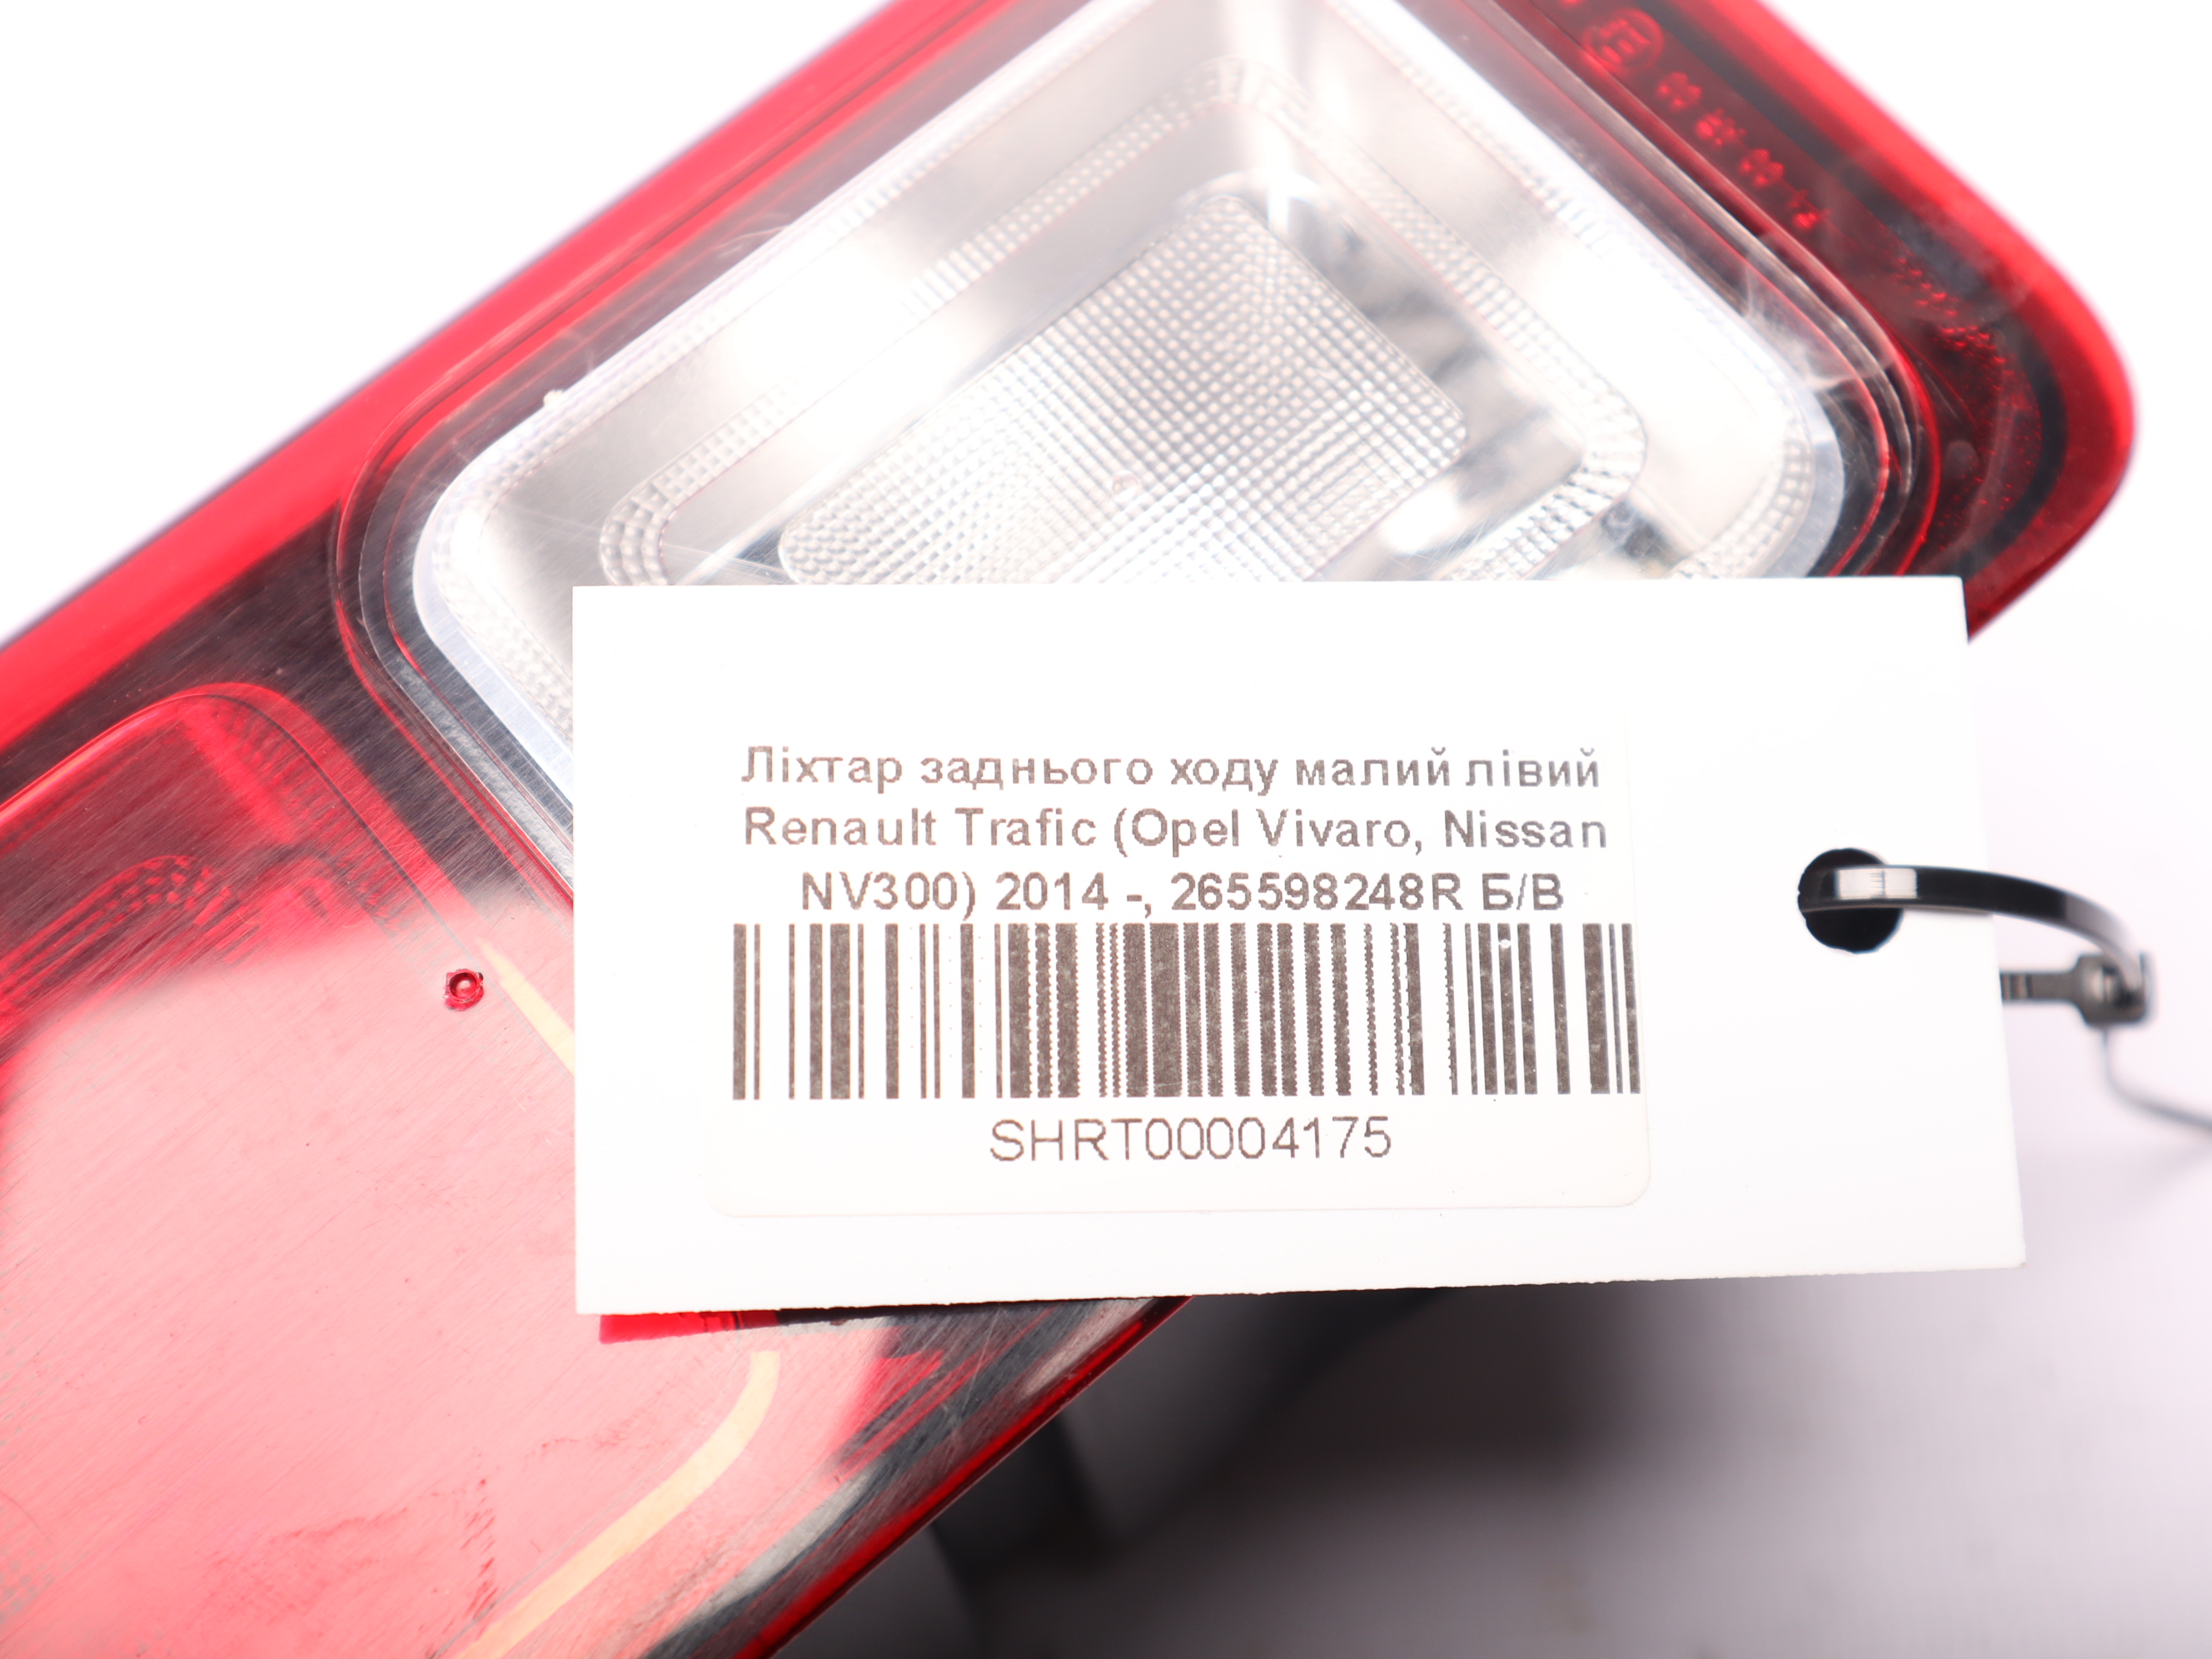 Ліхтар заднього ходу малий лівий
Renault Trafic (Opel Vivaro, Nissan
NV300) 2014 -, 265598248R Б/В
SHRT00004175